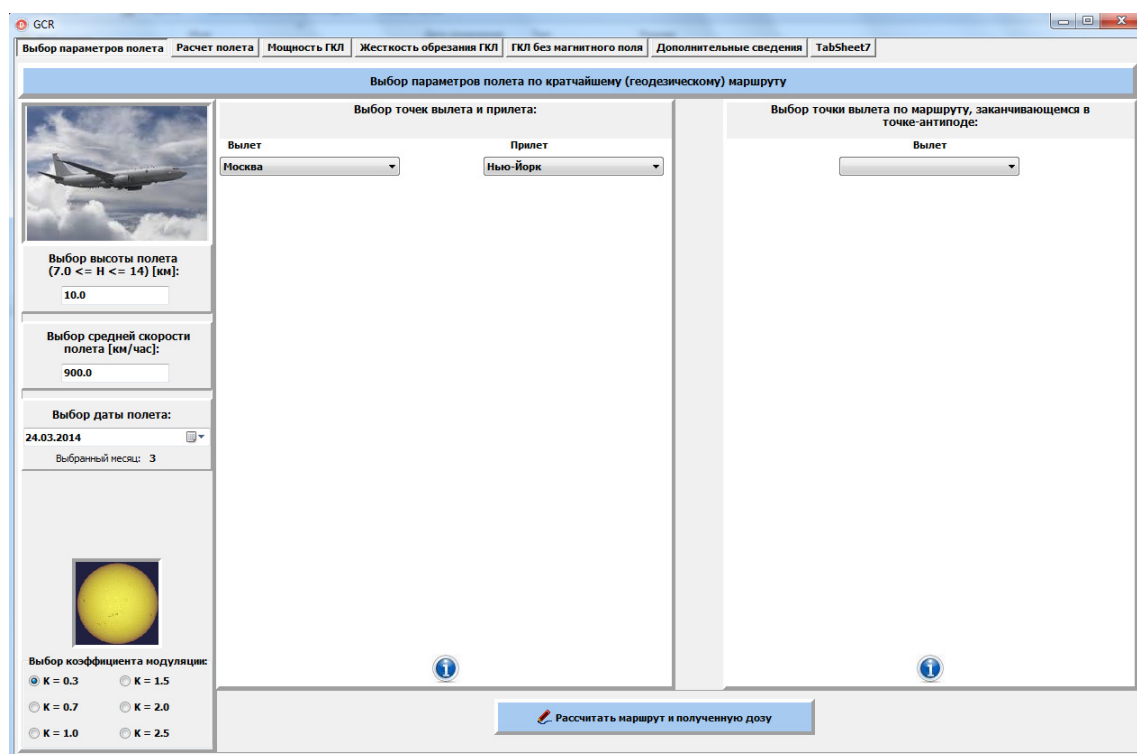 GCR
Выбор параметров полета Расчет полета Мощность ГКЛ Жесткость обрезания ГКЛ ГКЛ без магнитного поля Дополнительные сведения TabSheet7
Выбор параметров полета по кратчайшему (геодезическому) маршруту
Выбор высоты полета
(7.0 <= H <= 14) [км]:
10.0
Выбор средней скорости
полета [км/час]:
900.0
Выбор даты полета:
24.03.2014
Выбранный месяц: 3
Выбор коэффициента модуляции:
K = 0.3 K = 1.5
K = 0.7 K = 2.0
K = 1.0 K = 2.5
Выбор точек вылета и прилета:
Вылет Прилет
Москва Нью-Йорк
Выбор точки вылета по маршруту, заканчивающемся в
точке-антиподе:
Вылет
Рассчитать маршрут и полученную дозу